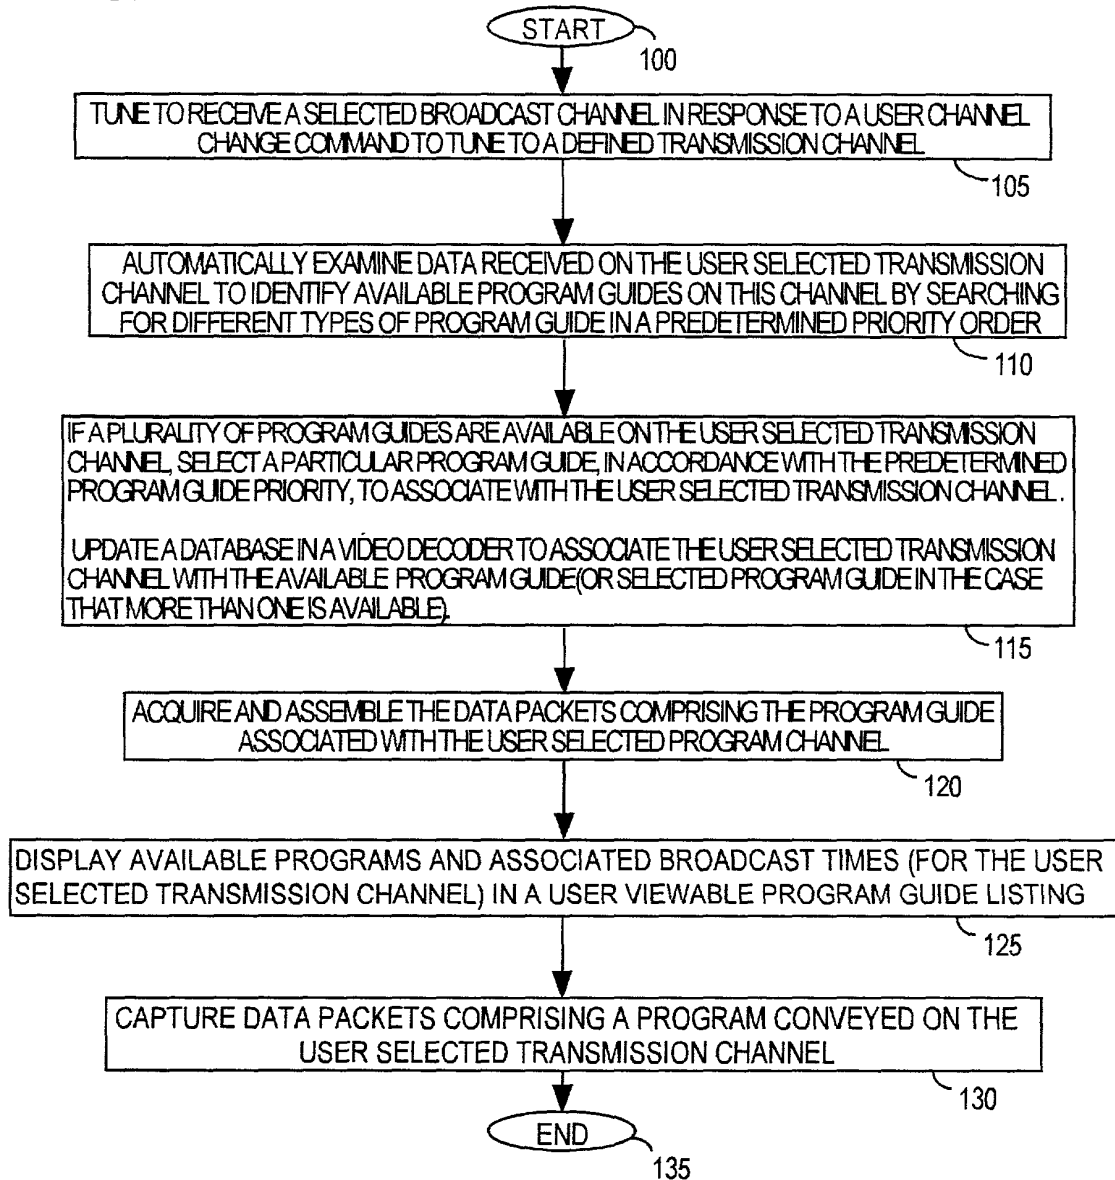 START
100
TUNE TO RECEIVE A SELECTED BROADCAST CHANNEL IN RESPONSE TO A USER CHANNEL
CHANGE COMMAND TO TUNE TO A DEFINED TRANSMISSION CHANNEL
105
AUTOMATICALLY EXAMINE DATA RECEIVED ON THE USER SELECTED TRANSMISSION
CHANNEL TO IDENTIFY AVAILABLE PROGRAM GUIDES ON THIS CHANNEL BY SEARCHING
FOR DIFFERENT TYPES OF PROGRAM GUIDE IN A PREDETERMINED PRIORITY ORDER
110
IF A PLURALITY OF PROGRAM GUIDES ARE AVAILABLE ON THE USER SELECTED TRANSMISSION
CHANNEL, SELECT A PARTICULAR PROGRAM GUIDE, IN ACCORDANCE WITH THE PREDETERMINED
PROGRAM GUIDE PRIORITY, TO ASSOCIATE WITH THE USER SELECTED TRANSMISSION CHANNEL.
UPDATE A DATABASE IN A VIDEO DECODER TO ASSOCIATE THE USER SELECTED TRANSMISSION
CHANNEL WITH THE AVAILABLE PROGRAM GUIDE (OR SELECTED PROGRAM GUIDE IN THE CASE
THAT MORE THAN ONE IS AVAILABLE).
115
ACQUIRE AND ASSEMBLE THE DATA PACKETS COMPRISING THE PROGRAM GUIDE
ASSOCIATED WITH THE USER SELECTED PROGRAM CHANNEL
120
DISPLAY AVAILABLE PROGRAMS AND ASSOCIATED BROADCAST TIMES (FOR THE USER
SELECTED TRANSMISSION CHANNEL) IN A USER VIEWABLE PROGRAM GUIDE LISTING
125
CAPTURE DATA PACKETS COMPRISING A PROGRAM CONVEYED ON THE
USER SELECTED TRANSMISSION CHANNEL
130
END
135